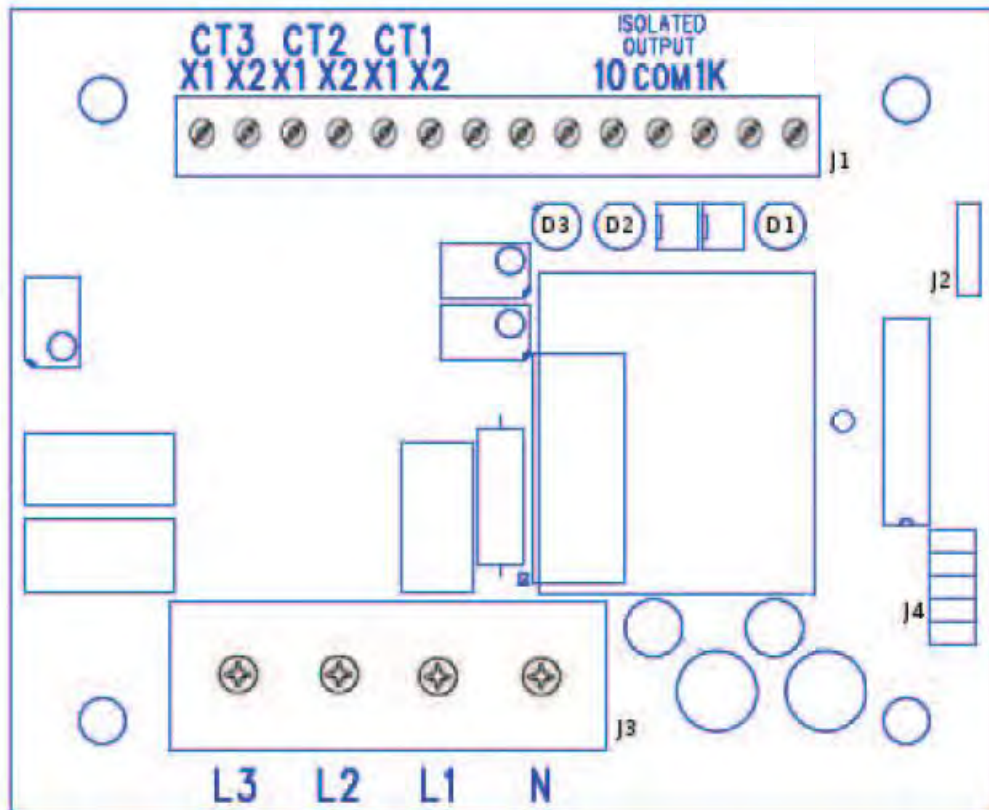 CT3 CT2 CT1
X1 X2 X1 X2 X1 X2
ISOLATED
OUTPUT
10 COM 1K
J1
D3 D2 D1
J2
J4
J3
L3 L2 L1 N